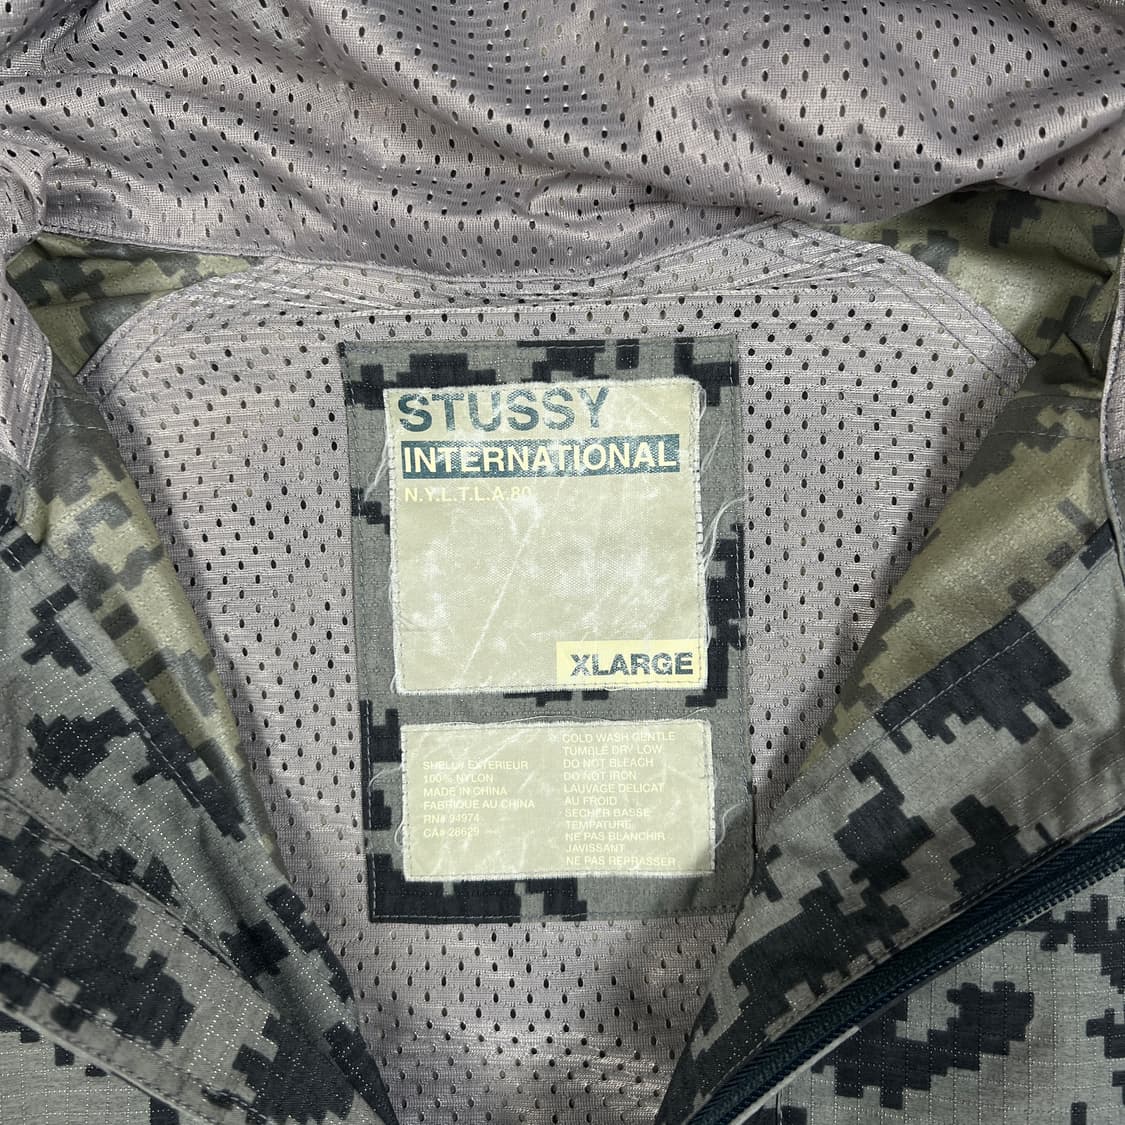 STUSSY
INTERNATIONAL
N.Y.L.T.L.A.80
XLARGE
SHELL / EXTERIEUR
100% NYLON
MADE IN CHINA
FABRIQUE AU CHINA
RN# 94974
CA# 28629
COLD WASH GENTLE
TUMBLE DRY LOW
DO NOT BLEACH
DO NOT IRON
LAUVAGE DELICAT
AU FROID
SECHER BASSE
TEMPATURE
NE PAS BLANCHIR
JAVISSANT
NE PAS REPRASSER